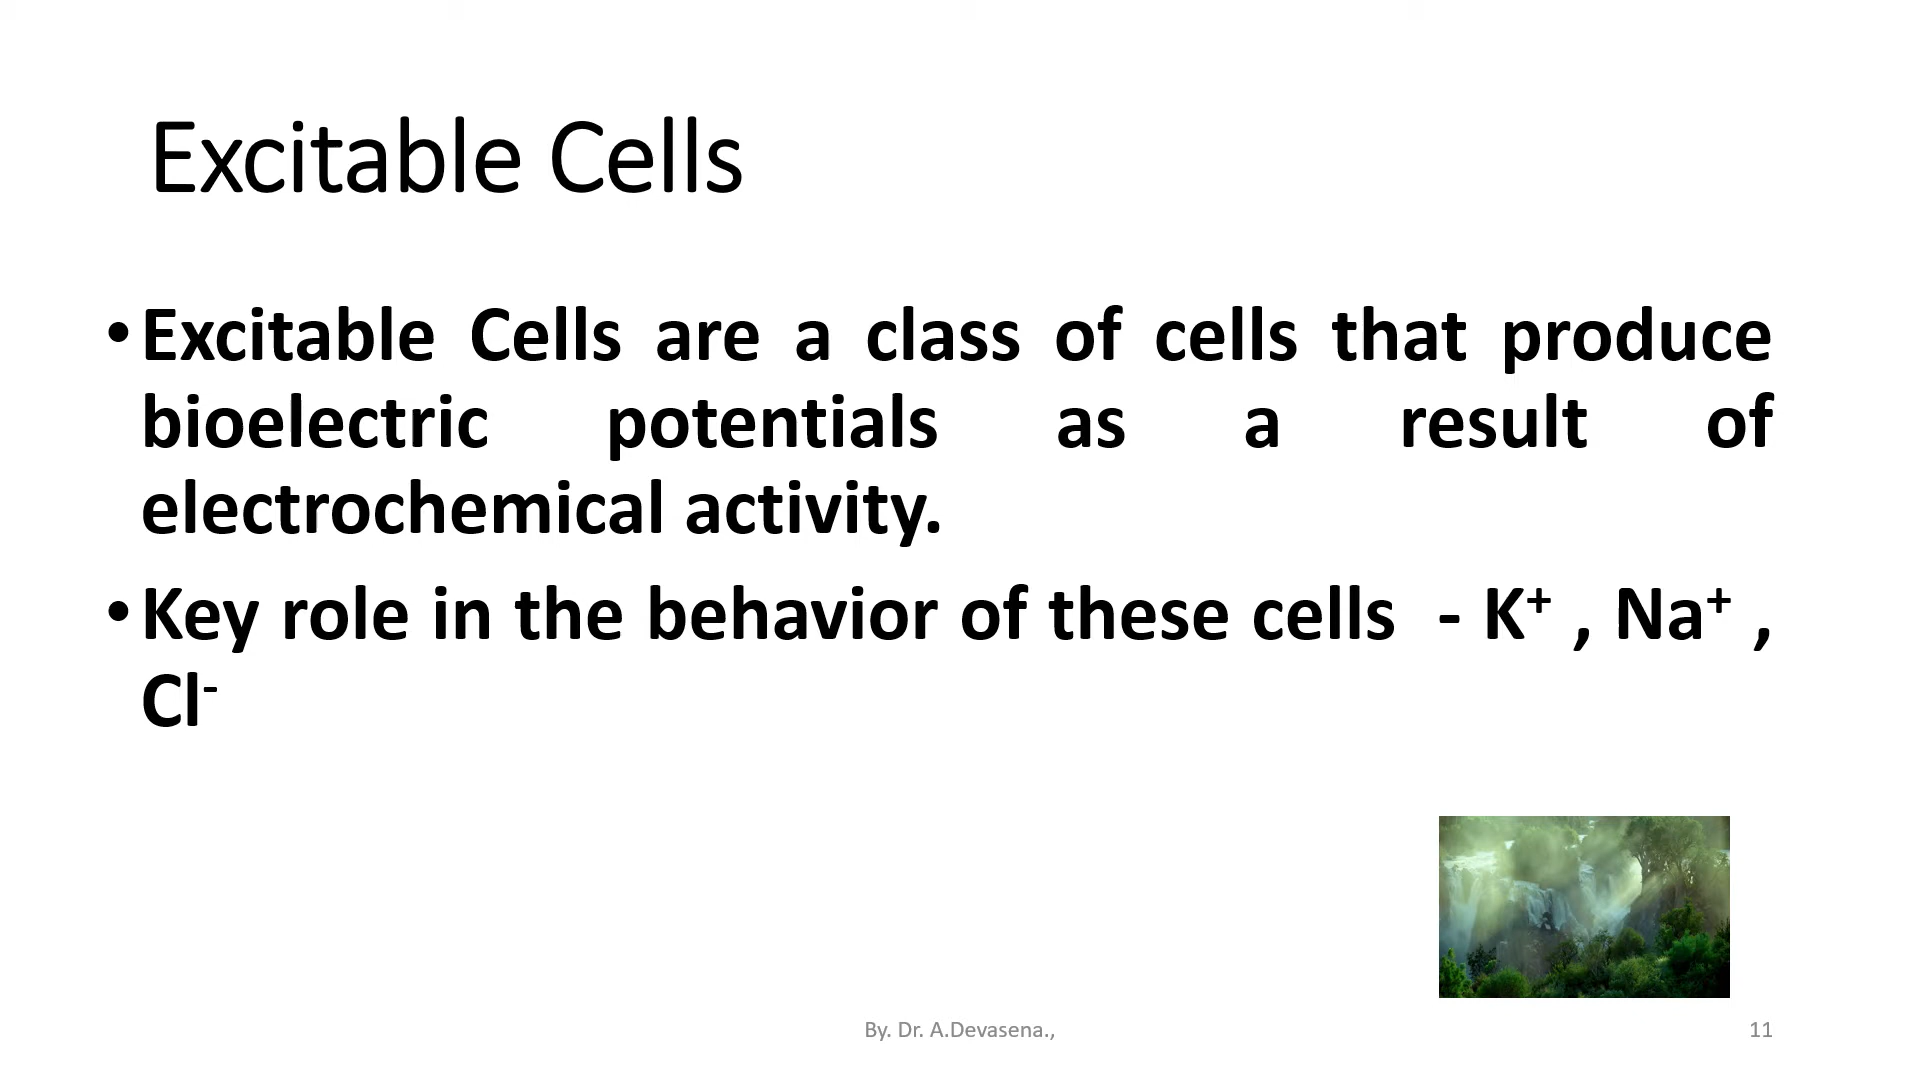 Excitable Cells
•Excitable Cells are a class of cells that produce
bioelectric potentials as a result of
electrochemical activity.
•Key role in the behavior of these cells  - K⁺ , Na⁺ ,
Cl⁻
By. Dr. A.Devasena.,
11